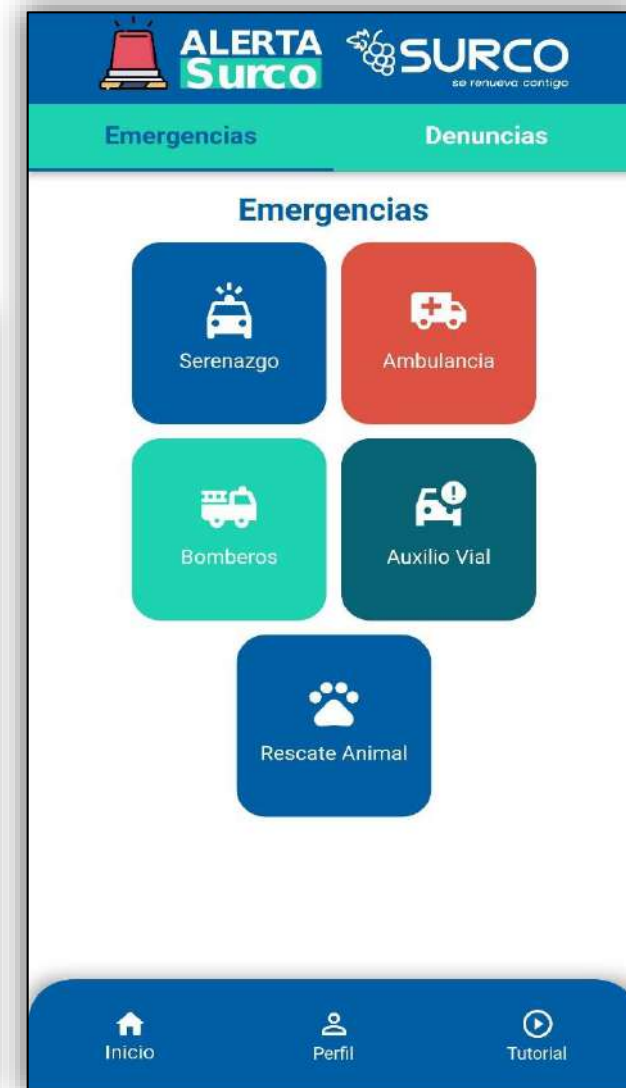 ALERTA
Surco
SURCO
se renueva contigo
Emergencias
Denuncias
Emergencias
Serenazgo
Ambulancia
Bomberos
Auxilio Vial
Rescate Animal
Inicio
Perfil
Tutorial